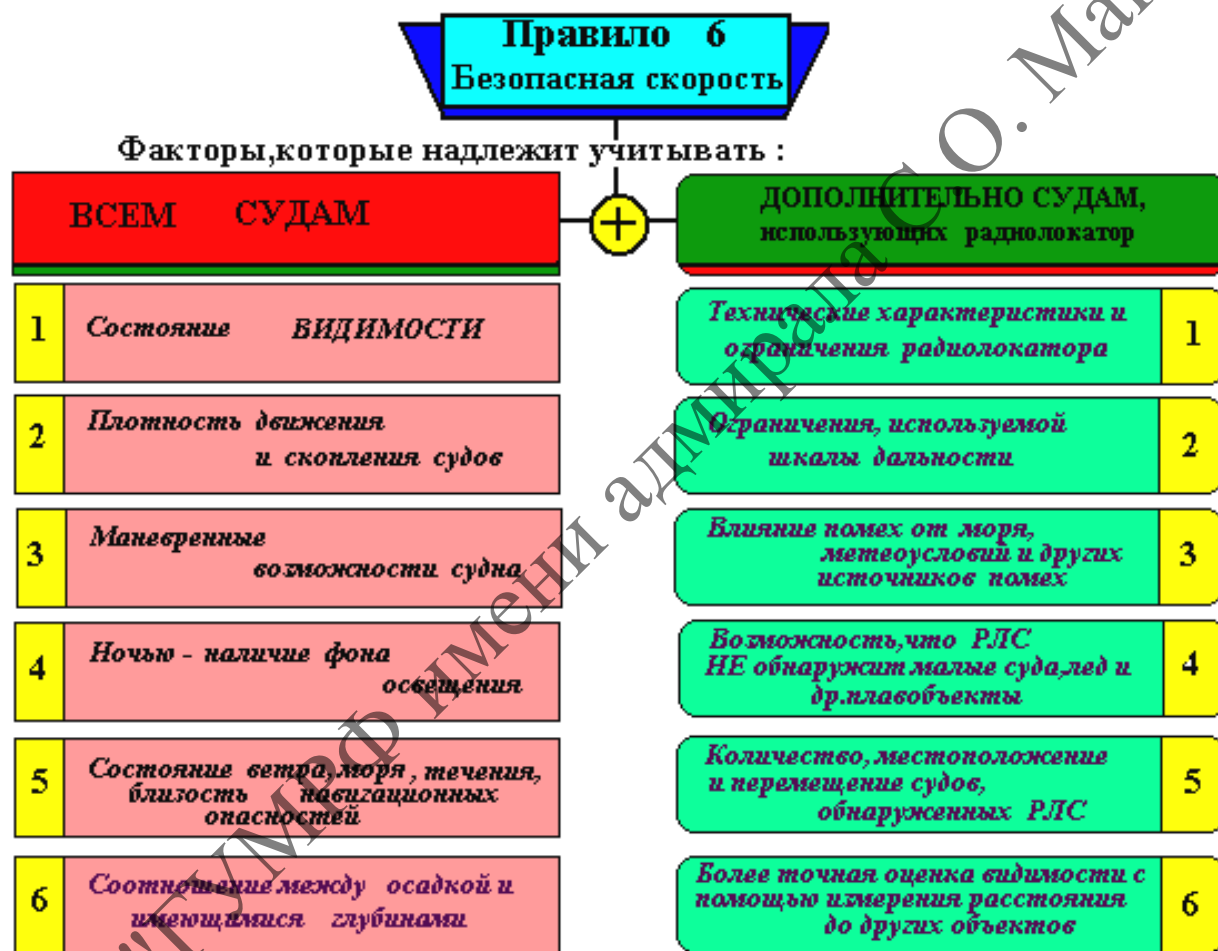 Правило 6
Безопасная скорость
Факторы,которые надлежит учитывать :
ВСЕМ СУДАМ
1
Состояние ВИДИМОСТИ
2
Плотность движения
и скопления судов
3
Маневренные
возможности судна
4
Ночью - наличие фона
освещения
5
Состояние ветра,моря, течения,
близость навигационных
опасностей
6
Соотношение между осадкой и
имеющимися глубинами
ДОПОЛНИТЕЛЬНО СУДАМ,
использующих радиолокатор
Технические характеристики и
ограничения радиолокатора
1
Ограничения, используемой
шкалы дальности
2
Влияние помех от моря,
метеоусловий и других
источников помех
3
Возможность,что РЛС
НЕ обнаружит малые суда,лед и
др.плавобъекты
4
Количество,местоположение
и перемещение судов,
обнаруженных РЛС
5
Более точная оценка видимости с
помощью измерения расстояния
до других объектов
6
"ГУМРФ имени адмирала С.О. Мак